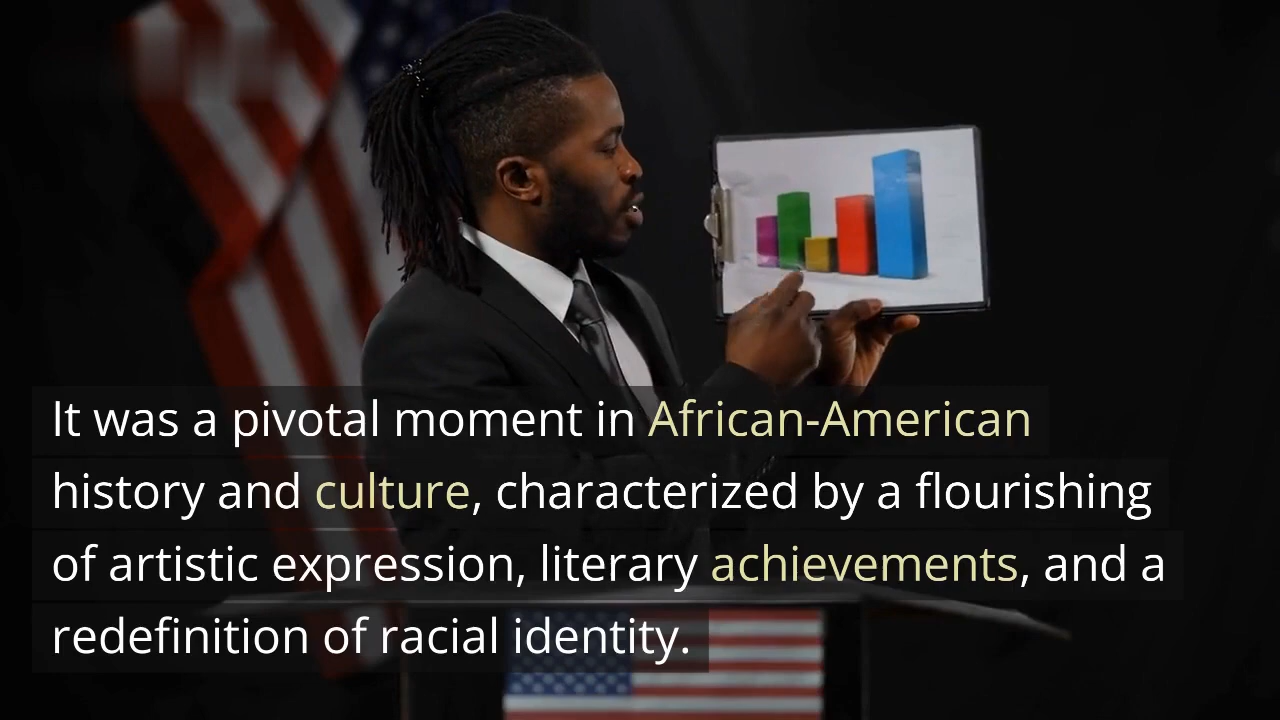 It was a pivotal moment in African-American
history and culture, characterized by a flourishing
of artistic expression, literary achievements, and a
redefinition of racial identity.